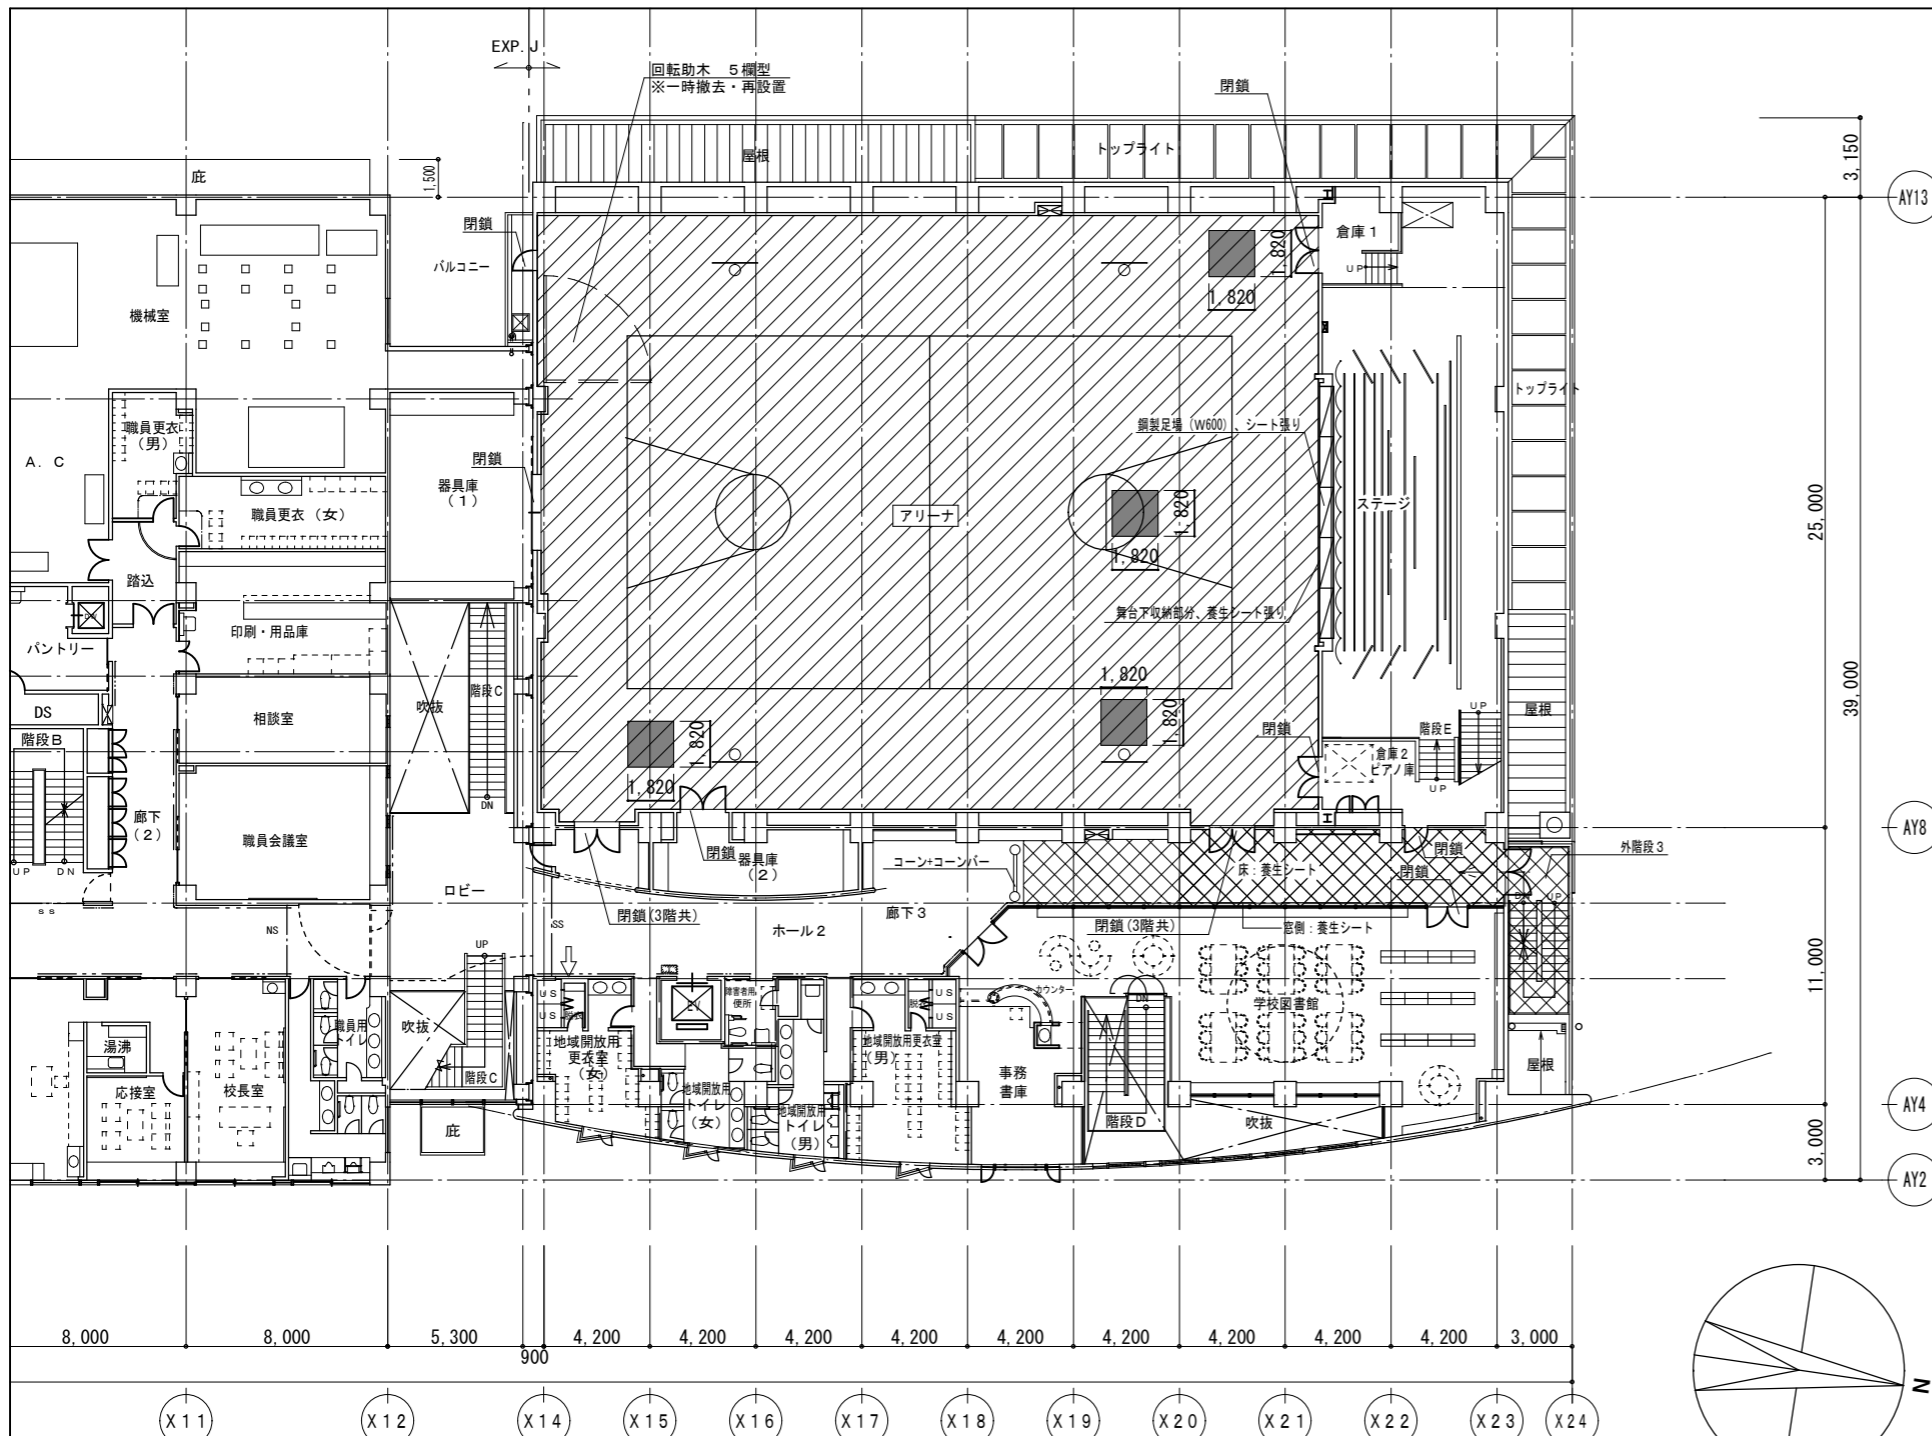 EXP.J
回転助木 5欄型
※一時撤去・再設置
閉鎖
屋根
トップライト
3,150
庇
1,500
AY13
閉鎖
バルコニー
1,820
1,820
倉庫1
UP
機械室
トップライト
職員更衣
(男)
鋼製足場(W600)、シート張り
A.C
閉鎖
器具庫
(1)
職員更衣(女)
アリーナ
1,820
1,820
ステージ
25,000
踏込
DW
印刷・用品庫
舞台下収納部分、養生シート張り
パントリー
39,000
1,820
階段C
吹抜
相談室
DS
1,820
1,820
1,820
閉鎖
階段E
UP
屋根
階段B
倉庫2
ピアノ庫
UP
DN
廊下
(2)
職員会議室
閉鎖
器具庫
(2)
コーン+コーンバー
床:養生シート
閉鎖
外階段3
AY8
UP
DN
ロビー
閉鎖
SS
閉鎖(3階共)
廊下3
DN
UP
NS
SS
ホール2
閉鎖(3階共)
窓側:養生シート
UP
11,000
US
US
脱衣
EV
障害者用
便所
脱衣
US
US
カウンター
DN
学校図書館
吹抜
職員用
トイレ
湯沸
地域開放用
更衣室
(女)
地域開放用更衣室
(男)
階段C
事務
書庫
屋根
応接室
校長室
地域開放用
トイレ
(女)
地域開放用
トイレ
(男)
階段D
吹抜
庇
AY4
3,000
AY2
8,000
8,000
5,300
900
4,200
4,200
4,200
4,200
4,200
4,200
4,200
4,200
4,200
3,000
N
X11
X12
X14
X15
X16
X17
X18
X19
X20
X21
X22
X23
X24